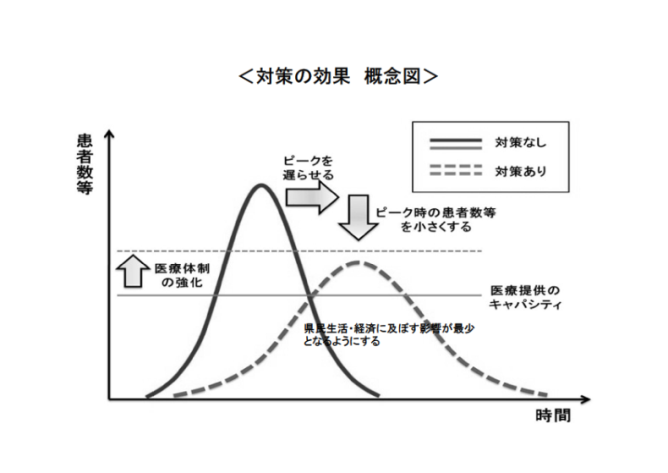 ＜対策の効果　概念図＞
患者数等
対策なし
対策あり
ピークを
遅らせる
ピーク時の患者数等
を小さくする
医療体制
の強化
医療提供の
キャパシティ
県民生活・経済に及ぼす影響が最少
となるようにする
時間